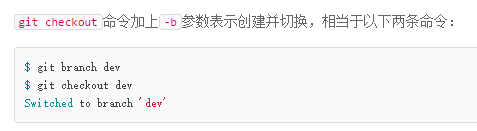 git checkout命令加上-b参数表示创建并切换，相当于以下两条命令：
$ git branch dev
$ git checkout dev
Switched to branch 'dev'